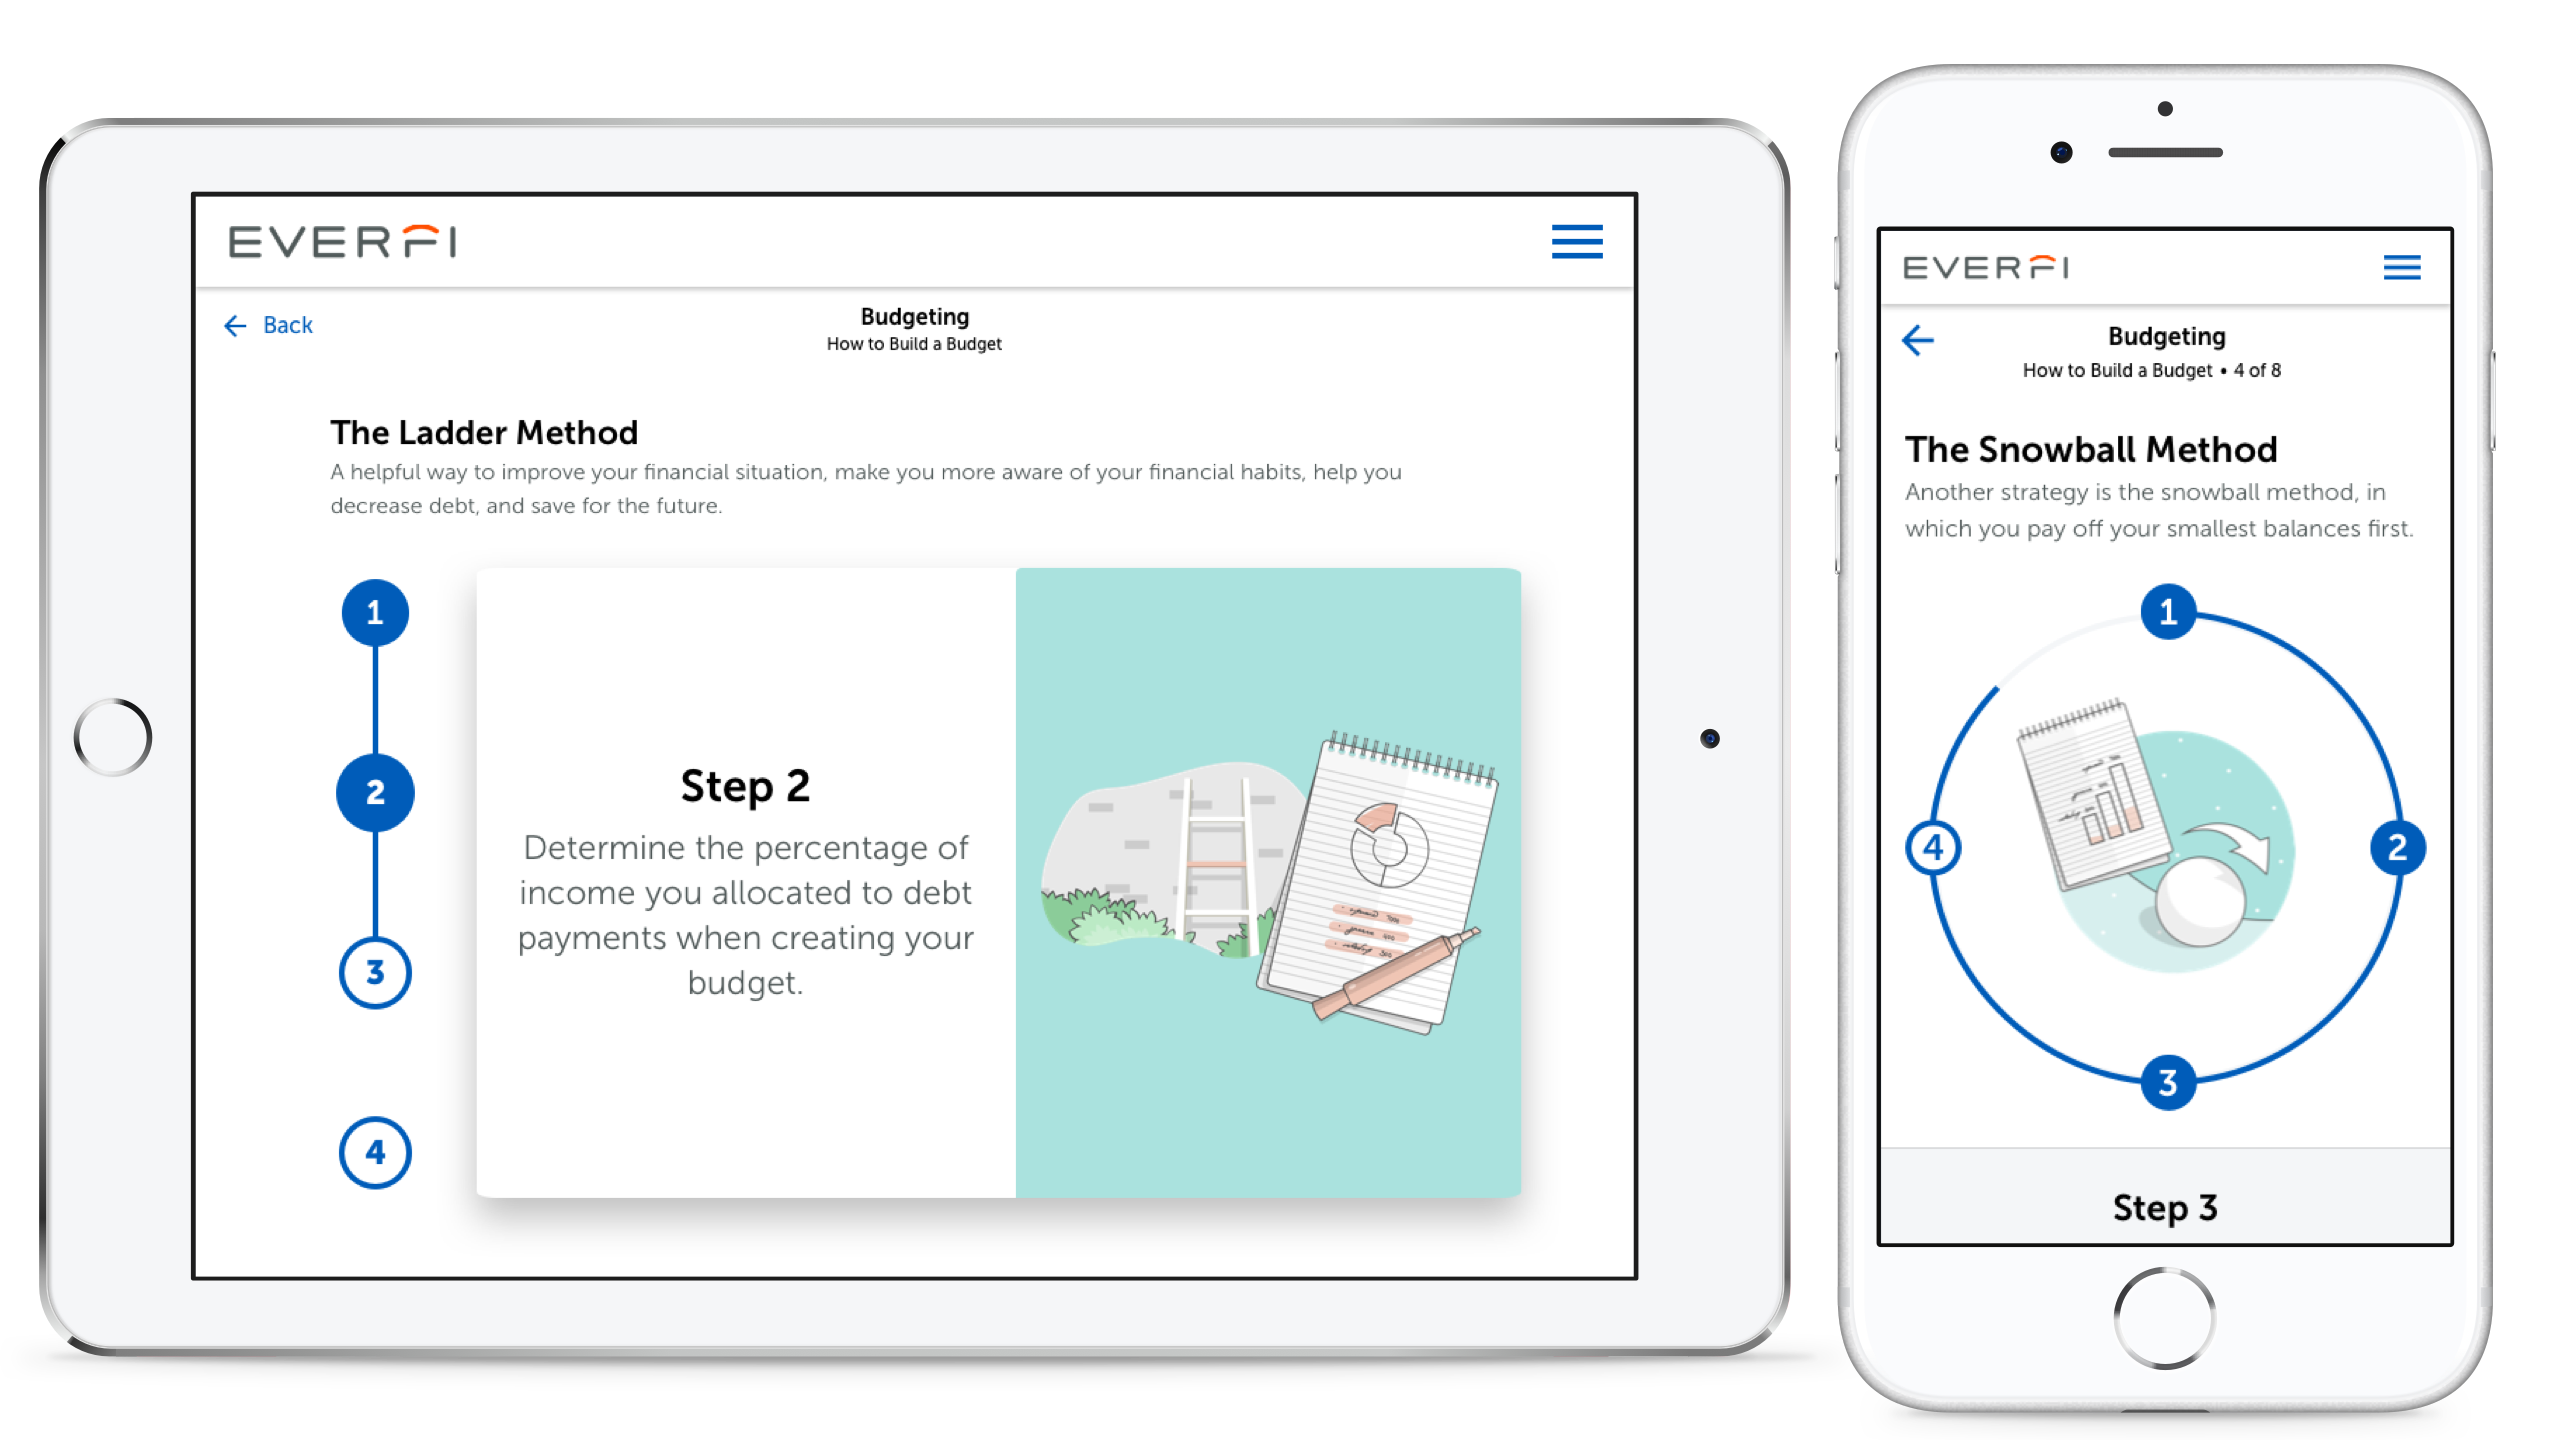 EVERFI
Back
Budgeting
How to Build a Budget
The Ladder Method
A helpful way to improve your financial situation, make you more aware of your financial habits, help you
decrease debt, and save for the future.
1
2
3
4
Step 2
Determine the percentage of
income you allocated to debt
payments when creating your
budget.
EVERFI
Budgeting
How to Build a Budget • 4 of 8
The Snowball Method
Another strategy is the snowball method, in
which you pay off your smallest balances first.
1
2
3
4
Step 3